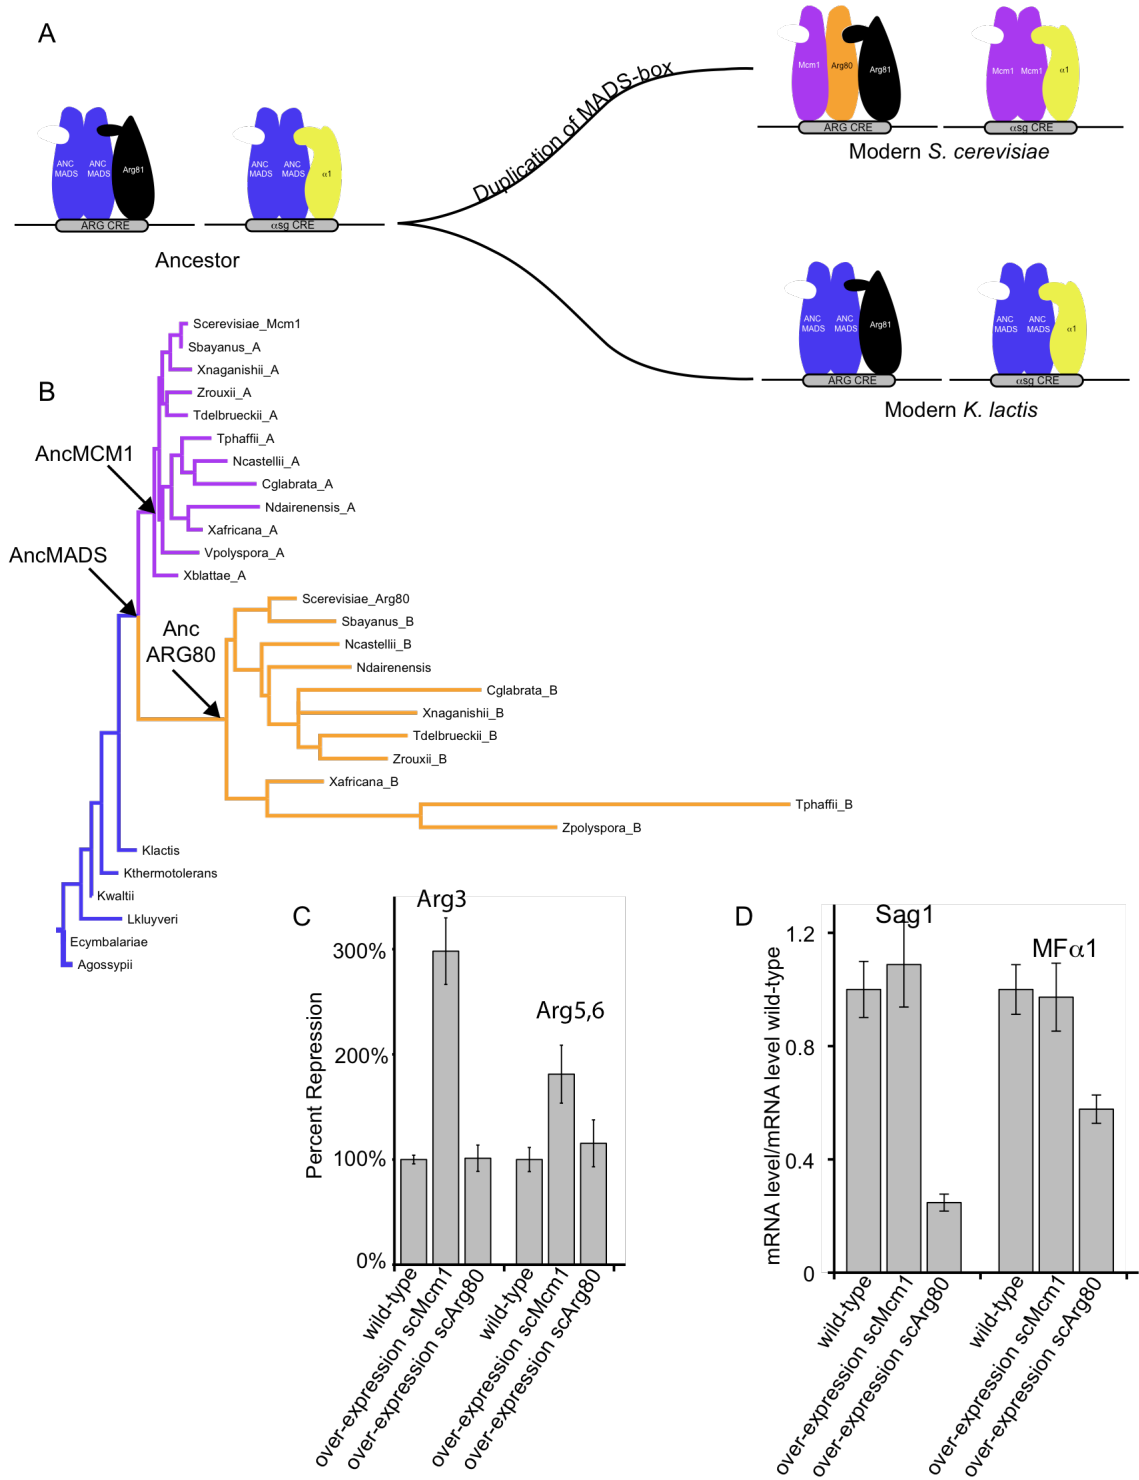 A
ANC
MADS
ANC
MADS
Arg81
ARG CRE
ANC
MADS
ANC
MADS
α1
αsg CRE
Ancestor
Duplication of MADS-box
Mcm1
Arg80
Arg81
ARG CRE
Mcm1
Mcm1
α1
αsg CRE
Modern S. cerevisiae
ANC
MADS
ANC
MADS
Arg81
ARG CRE
ANC
MADS
ANC
MADS
α1
αsg CRE
Modern K. lactis
B
AncMCM1
AncMADS
Anc
ARG80
Scerevisiae_Mcm1
Sbayanus_A
Xnaganishii_A
Zrouxii_A
Tdelbrueckii_A
Tphaffii_A
Ncastellii_A
Cglabrata_A
Ndairenensis_A
Xafricana_A
Vpolyspora_A
Xblattae_A
Scerevisiae_Arg80
Sbayanus_B
Ncastellii_B
Ndairenensis
Cglabrata_B
Xnaganishii_B
Tdelbrueckii_B
Zrouxii_B
Xafricana_B
Tphaffii_B
Zpolyspora_B
Klactis
Kthermotolerans
Kwaltii
Lkluyveri
Ecymbalariae
Agossypii
C
Arg3
Arg5,6
Percent Repression
300%
200%
100%
0%
wild-type
over-expression scMcm1
over-expression scArg80
wild-type
over-expression scMcm1
over-expression scArg80
D
Sag1
MFα1
mRNA level/mRNA level wild-type
1.2
0.8
0.4
0
wild-type
over-expression scMcm1
over-expression scArg80
wild-type
over-expression scMcm1
over-expression scArg80